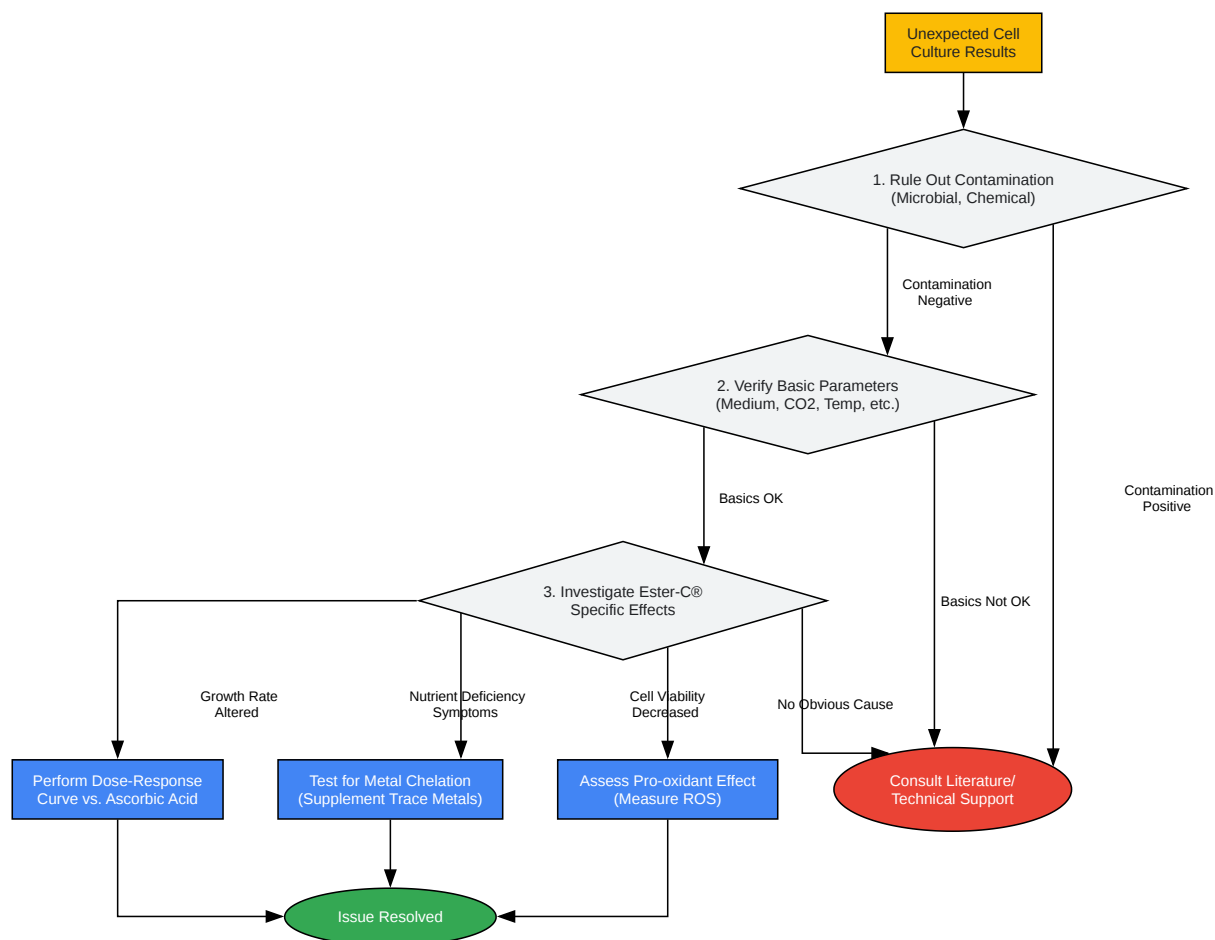 Unexpected Cell
Culture Results
1. Rule Out Contamination
(Microbial, Chemical)
Contamination
Negative
2. Verify Basic Parameters
(Medium, CO2, Temp, etc.)
Contamination
Positive
Basics OK
3. Investigate Ester-C®
Specific Effects
Basics Not OK
Growth Rate
Altered
Nutrient Deficiency
Symptoms
Cell Viability
Decreased
No Obvious Cause
Perform Dose-Response
Curve vs. Ascorbic Acid
Test for Metal Chelation
(Supplement Trace Metals)
Assess Pro-oxidant Effect
(Measure ROS)
Consult Literature/
Technical Support
Issue Resolved